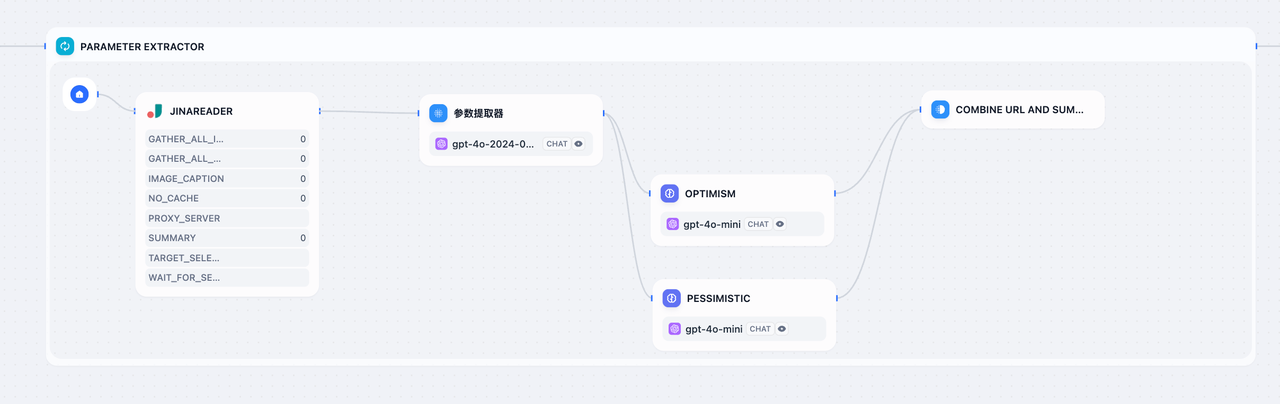 PARAMETER EXTRACTOR
JINAREADER
GATHER_ALL_I... 0
GATHER_ALL_... 0
IMAGE_CAPTION 0
NO_CACHE 0
PROXY_SERVER
SUMMARY 0
TARGET_SELE...
WAIT_FOR_SE...
参数提取器
gpt-4o-2024-0... CHAT
OPTIMISM
gpt-4o-mini CHAT
PESSIMISTIC
gpt-4o-mini CHAT
COMBINE URL AND SUM...